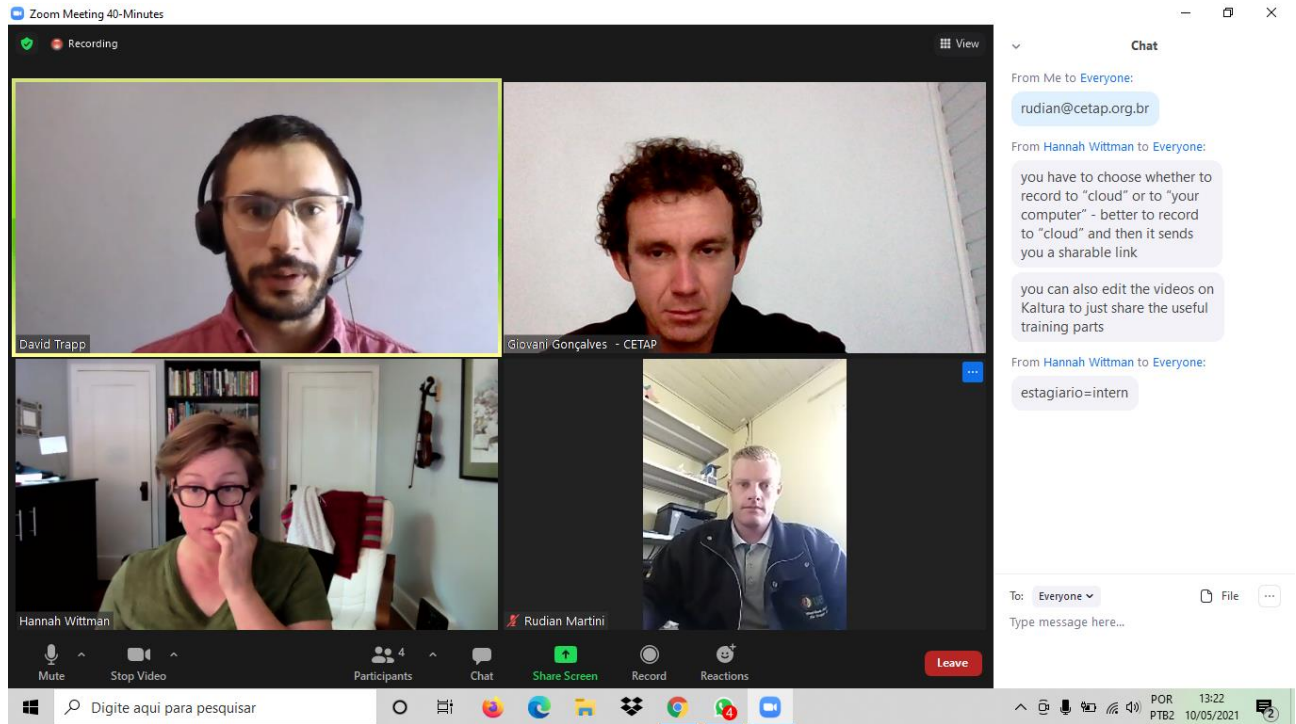 Zoom Meeting 40-Minutes
Recording
View
David Trapp
Giovani Gonçalves - CETAP
Hannah Wittman
Rudian Martini
Mute
Stop Video
Participants
4
Chat
Share Screen
Record
Reactions
Leave
Chat
From Me to Everyone:
rudian@cetap.org.br
From Hannah Wittman to Everyone:
you have to choose whether to
record to “cloud” or to “your
computer” - better to record
to “cloud” and then it sends
you a sharable link
you can also edit the videos on
Kaltura to just share the useful
training parts
From Hannah Wittman to Everyone:
estagiario=intern
To: Everyone
File
Type message here...
Digite aqui para pesquisar
4
POR
PTB2
13:22
10/05/2021
2